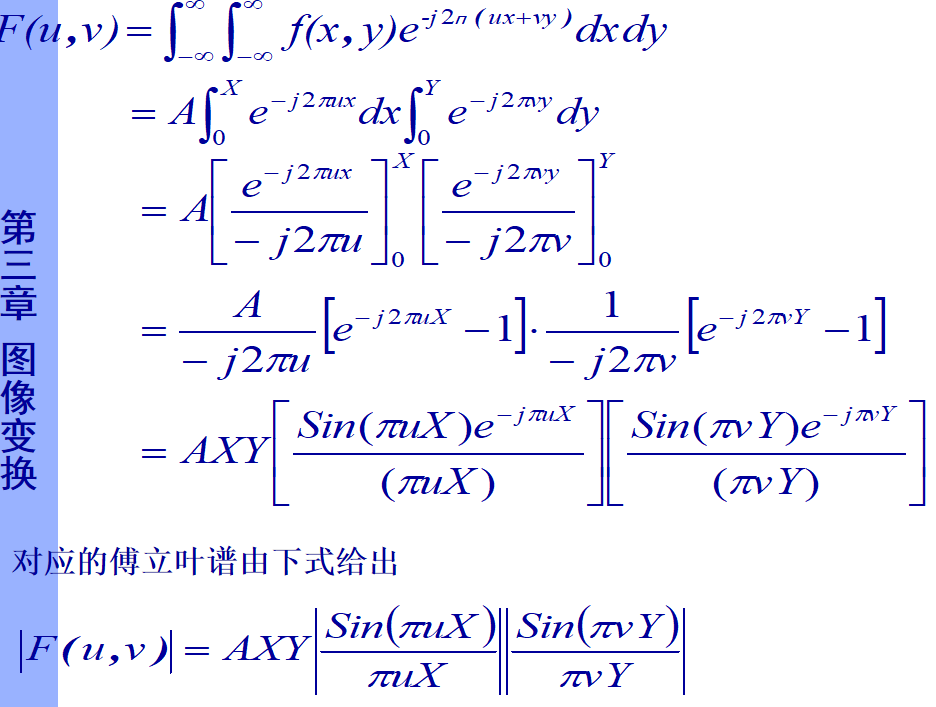 F(u,v) = ∫_{-∞}^{∞} ∫_{-∞}^{∞} f(x,y)e^{-j2π(ux+vy)} dxdy
= A∫_0^X e^{-j2πux} dx ∫_0^Y e^{-j2πvy} dy
= A[e^{-j2πux} / -j2πu]_0^X [e^{-j2πvy} / -j2πv]_0^Y
= A / -j2πu [e^{-j2πuX} - 1] · 1 / -j2πv [e^{-j2πvY} - 1]
= AXY[Sin(πuX)e^{-jπuX} / (πuX)][Sin(πvY)e^{-jπvY} / (πvY)]
第三章 图像变换
对应的傅立叶谱由下式给出
|F(u,v)| = AXY|Sin(πuX) / πuX||Sin(πvY) / πvY|